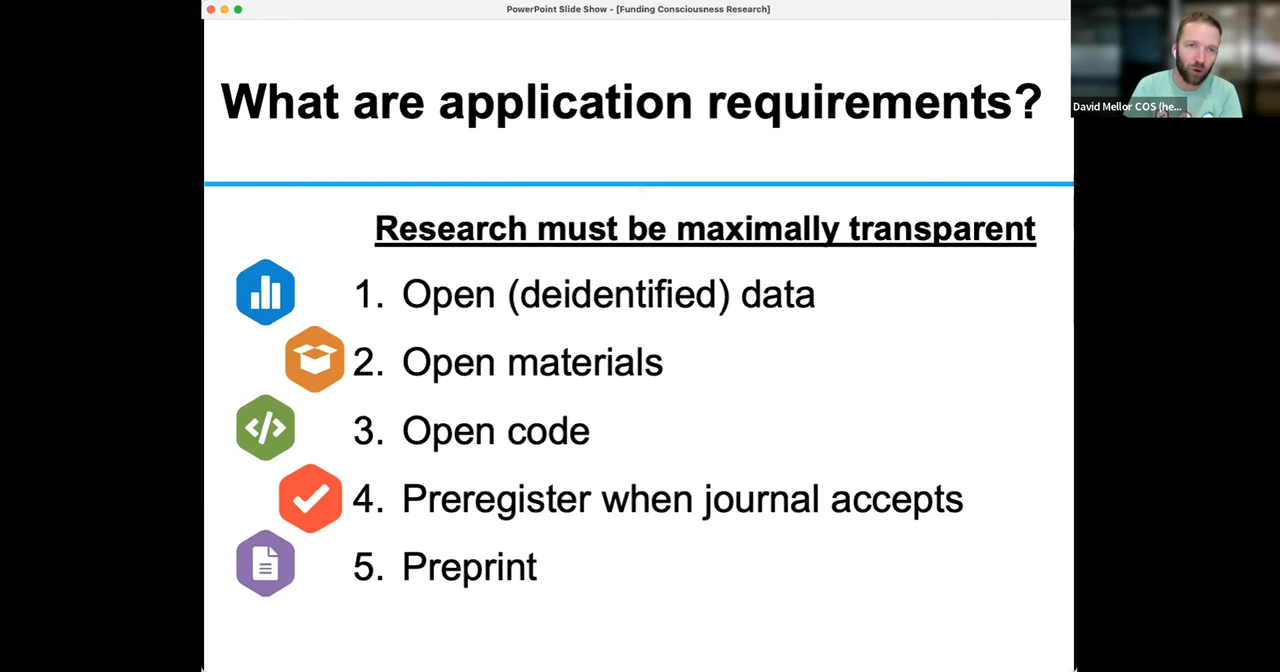 PowerPoint Slide Show - [Funding Consciousness Research]
What are application requirements?
David Mellor COS (he...
Research must be maximally transparent
1. Open (deidentified) data
2. Open materials
3. Open code
4. Preregister when journal accepts
5. Preprint